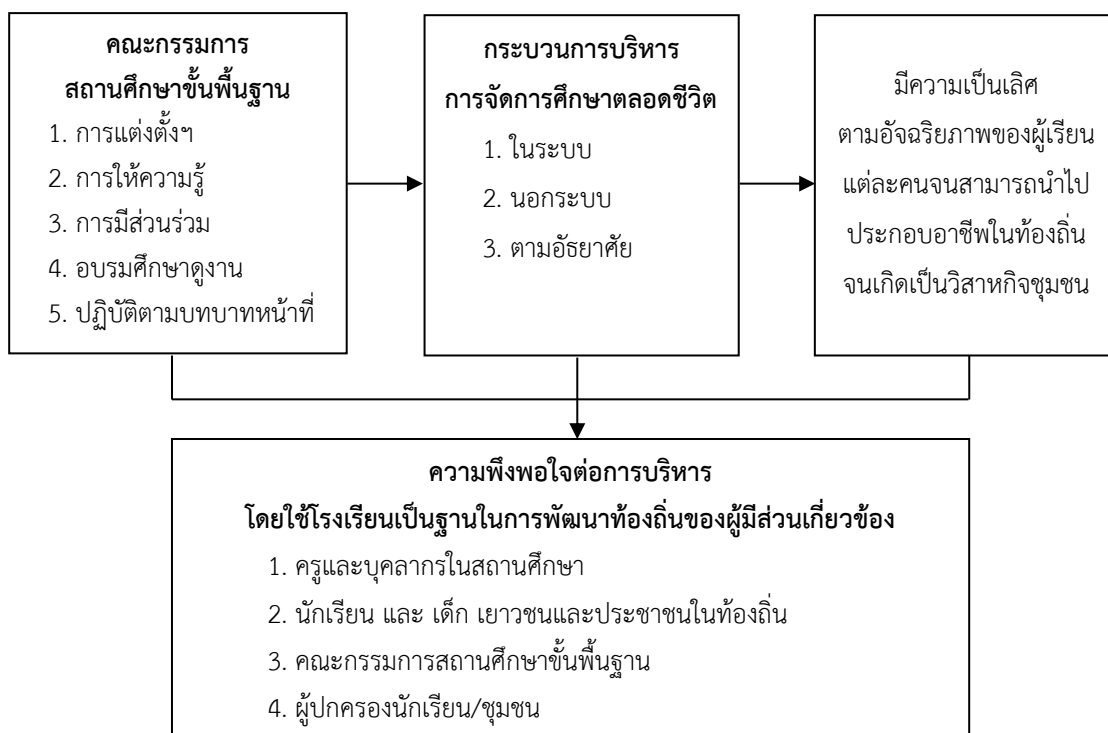 คณะกรรมการ
สถานศึกษาขั้นพื้นฐาน
1. การแต่งตั้งฯ
2. การให้ความรู้
3. การมีส่วนร่วม
4. อบรมศึกษาดูงาน
5. ปฏิบัติตามบทบาทหน้าที่
กระบวนการบริหาร
การจัดการศึกษาตลอดชีวิต
1. ในระบบ
2. นอกระบบ
3. ตามอัธยาศัย
มีความเป็นเลิศ
ตามอัจฉริยภาพของผู้เรียน
แต่ละคนจนสามารถนำไป
ประกอบอาชีพในท้องถิ่น
จนเกิดเป็นวิสาหกิจชุมชน
ความพึงพอใจต่อการบริหาร
โดยใช้โรงเรียนเป็นฐานในการพัฒนาท้องถิ่นของผู้มีส่วนเกี่ยวข้อง
1. ครูและบุคลากรในสถานศึกษา
2. นักเรียน และ เด็ก เยาวชนและประชาชนในท้องถิ่น
3. คณะกรรมการสถานศึกษาขั้นพื้นฐาน
4. ผู้ปกครองนักเรียน/ชุมชน